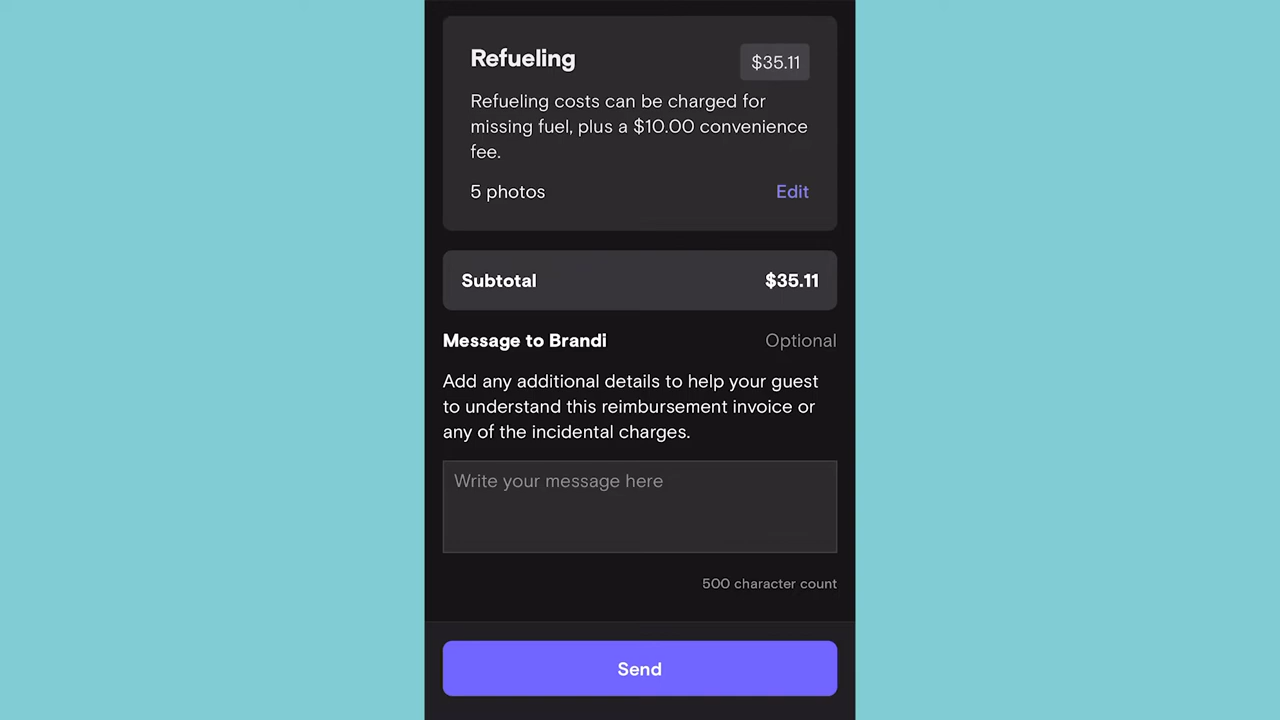 Refueling
$35.11
Refueling costs can be charged for
missing fuel, plus a $10.00 convenience
fee.
5 photos
Edit
Subtotal
$35.11
Message to Brandi
Optional
Add any additional details to help your guest
to understand this reimbursement invoice or
any of the incidental charges.
Write your message here
500 character count
Send